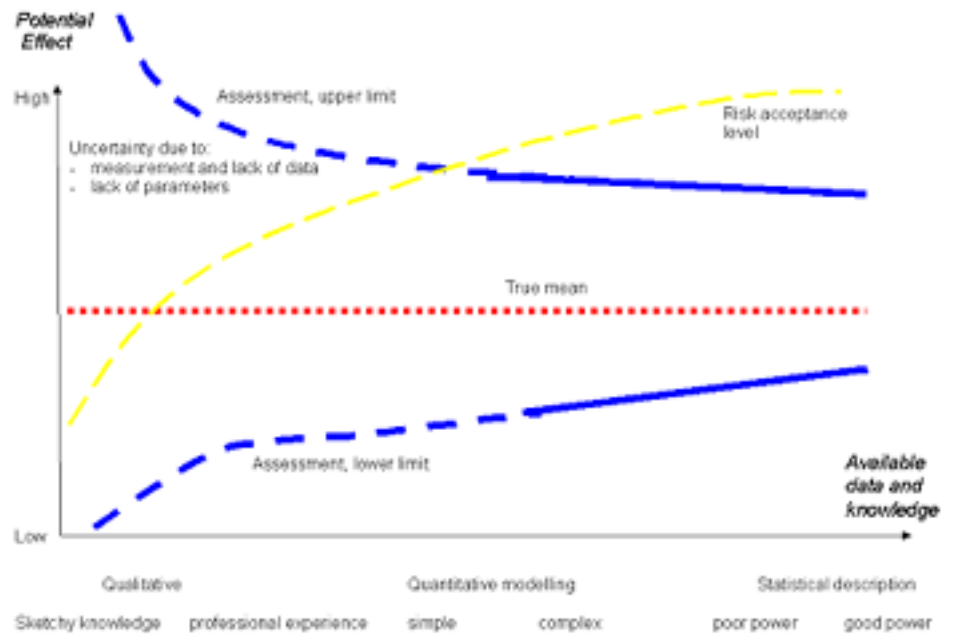 Potential
Effect
High
Assessment, upper limit
Risk acceptance
level
Uncertainty due to:
- measurement and lack of data
- lack of parameters
True mean
Assessment, lower limit
Available
data and
knowledge
Low
Qualitative Quantitative modelling Statistical description
Sketchy knowledge professional experience simple complex poor power good power